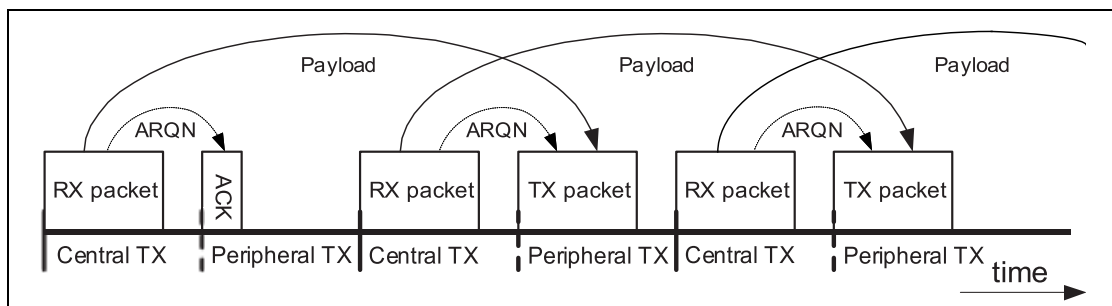 Payload Payload Payload
ARQN ARQN ARQN
RX packet ACK RX packet TX packet RX packet TX packet
Central TX Peripheral TX Central TX Peripheral TX Central TX Peripheral TX
time